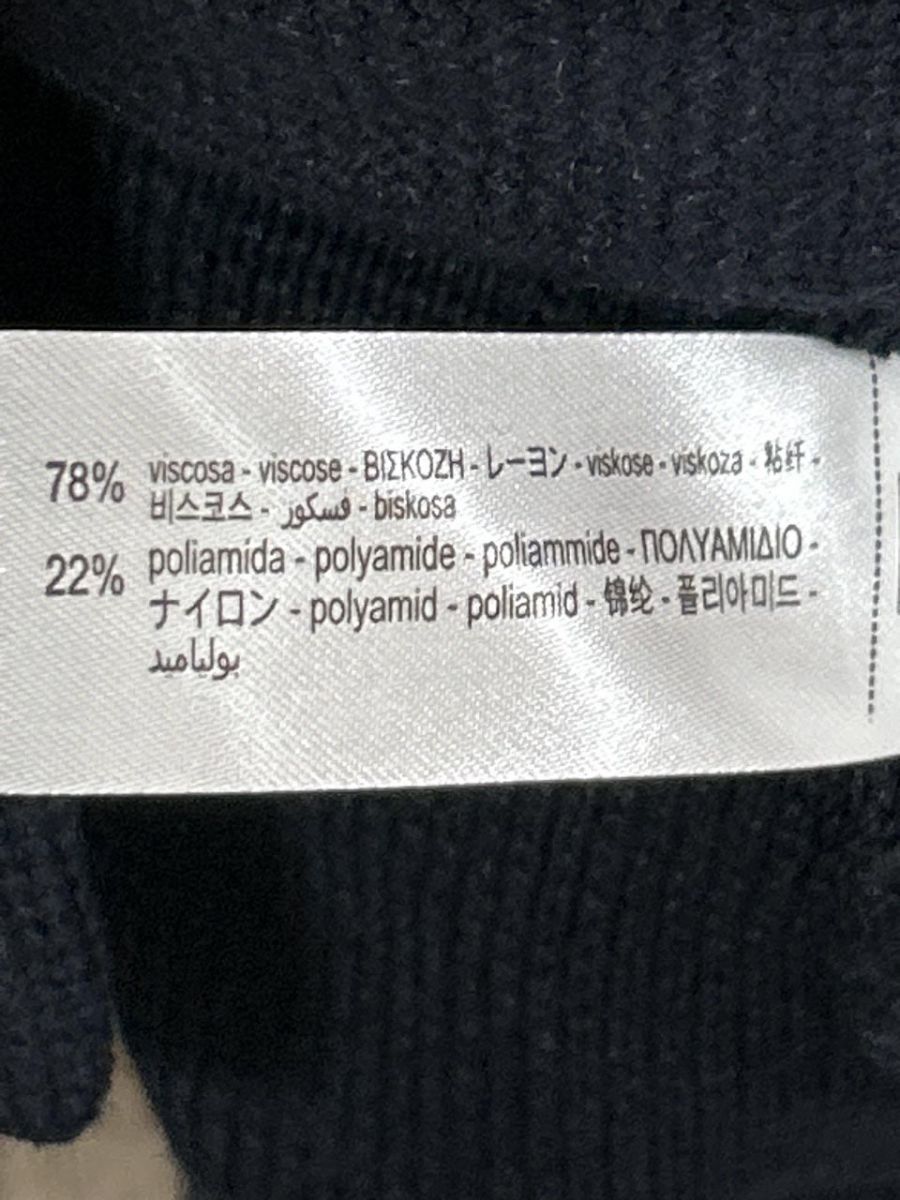 78% viscosa - viscose - ΒΙΣΚΟΖΗ - レーヨン - viskose - viskoza - 粘纤 -
비스코스 - فسكوز - biskosa
22% poliamida - polyamide - poliammide - ΠΟΛΥΑΜΙΔΙΟ -
ナイロン - polyamid - poliamid - 锦纶 - 폴리아미드 -
بولياميد